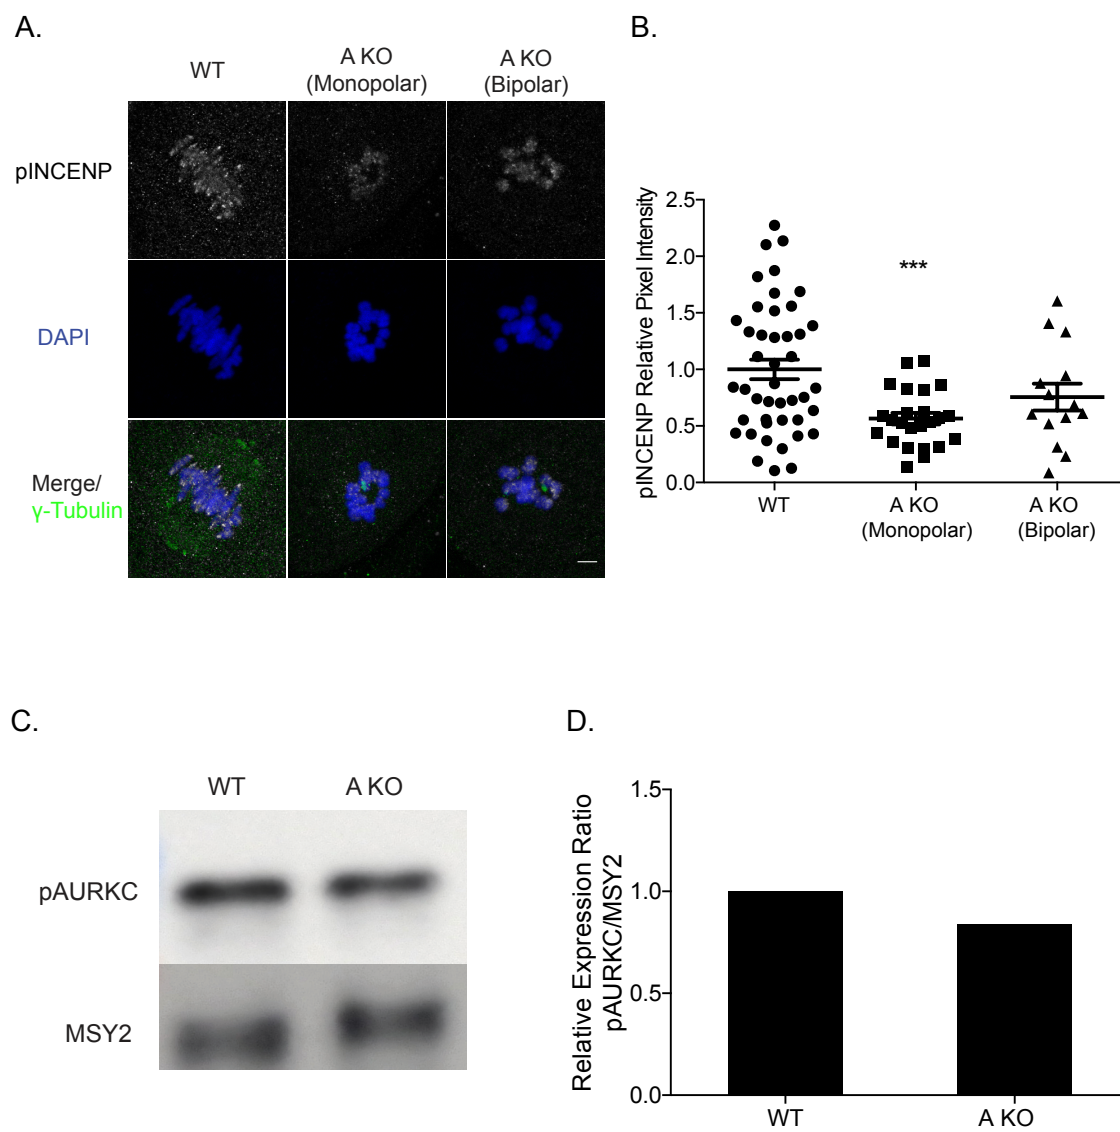 A.
WT
A KO
(Monopolar)
A KO
(Bipolar)
pINCENP
DAPI
Merge/
γ-Tubulin
B.
pINCENP Relative Pixel Intensity
2.5
2.0
1.5
1.0
0.5
0.0
***
WT
A KO
(Monopolar)
A KO
(Bipolar)
C.
WT
A KO
pAURKC
MSY2
D.
Relative Expression Ratio
pAURKC/MSY2
1.5
1.0
0.5
0.0
WT
A KO